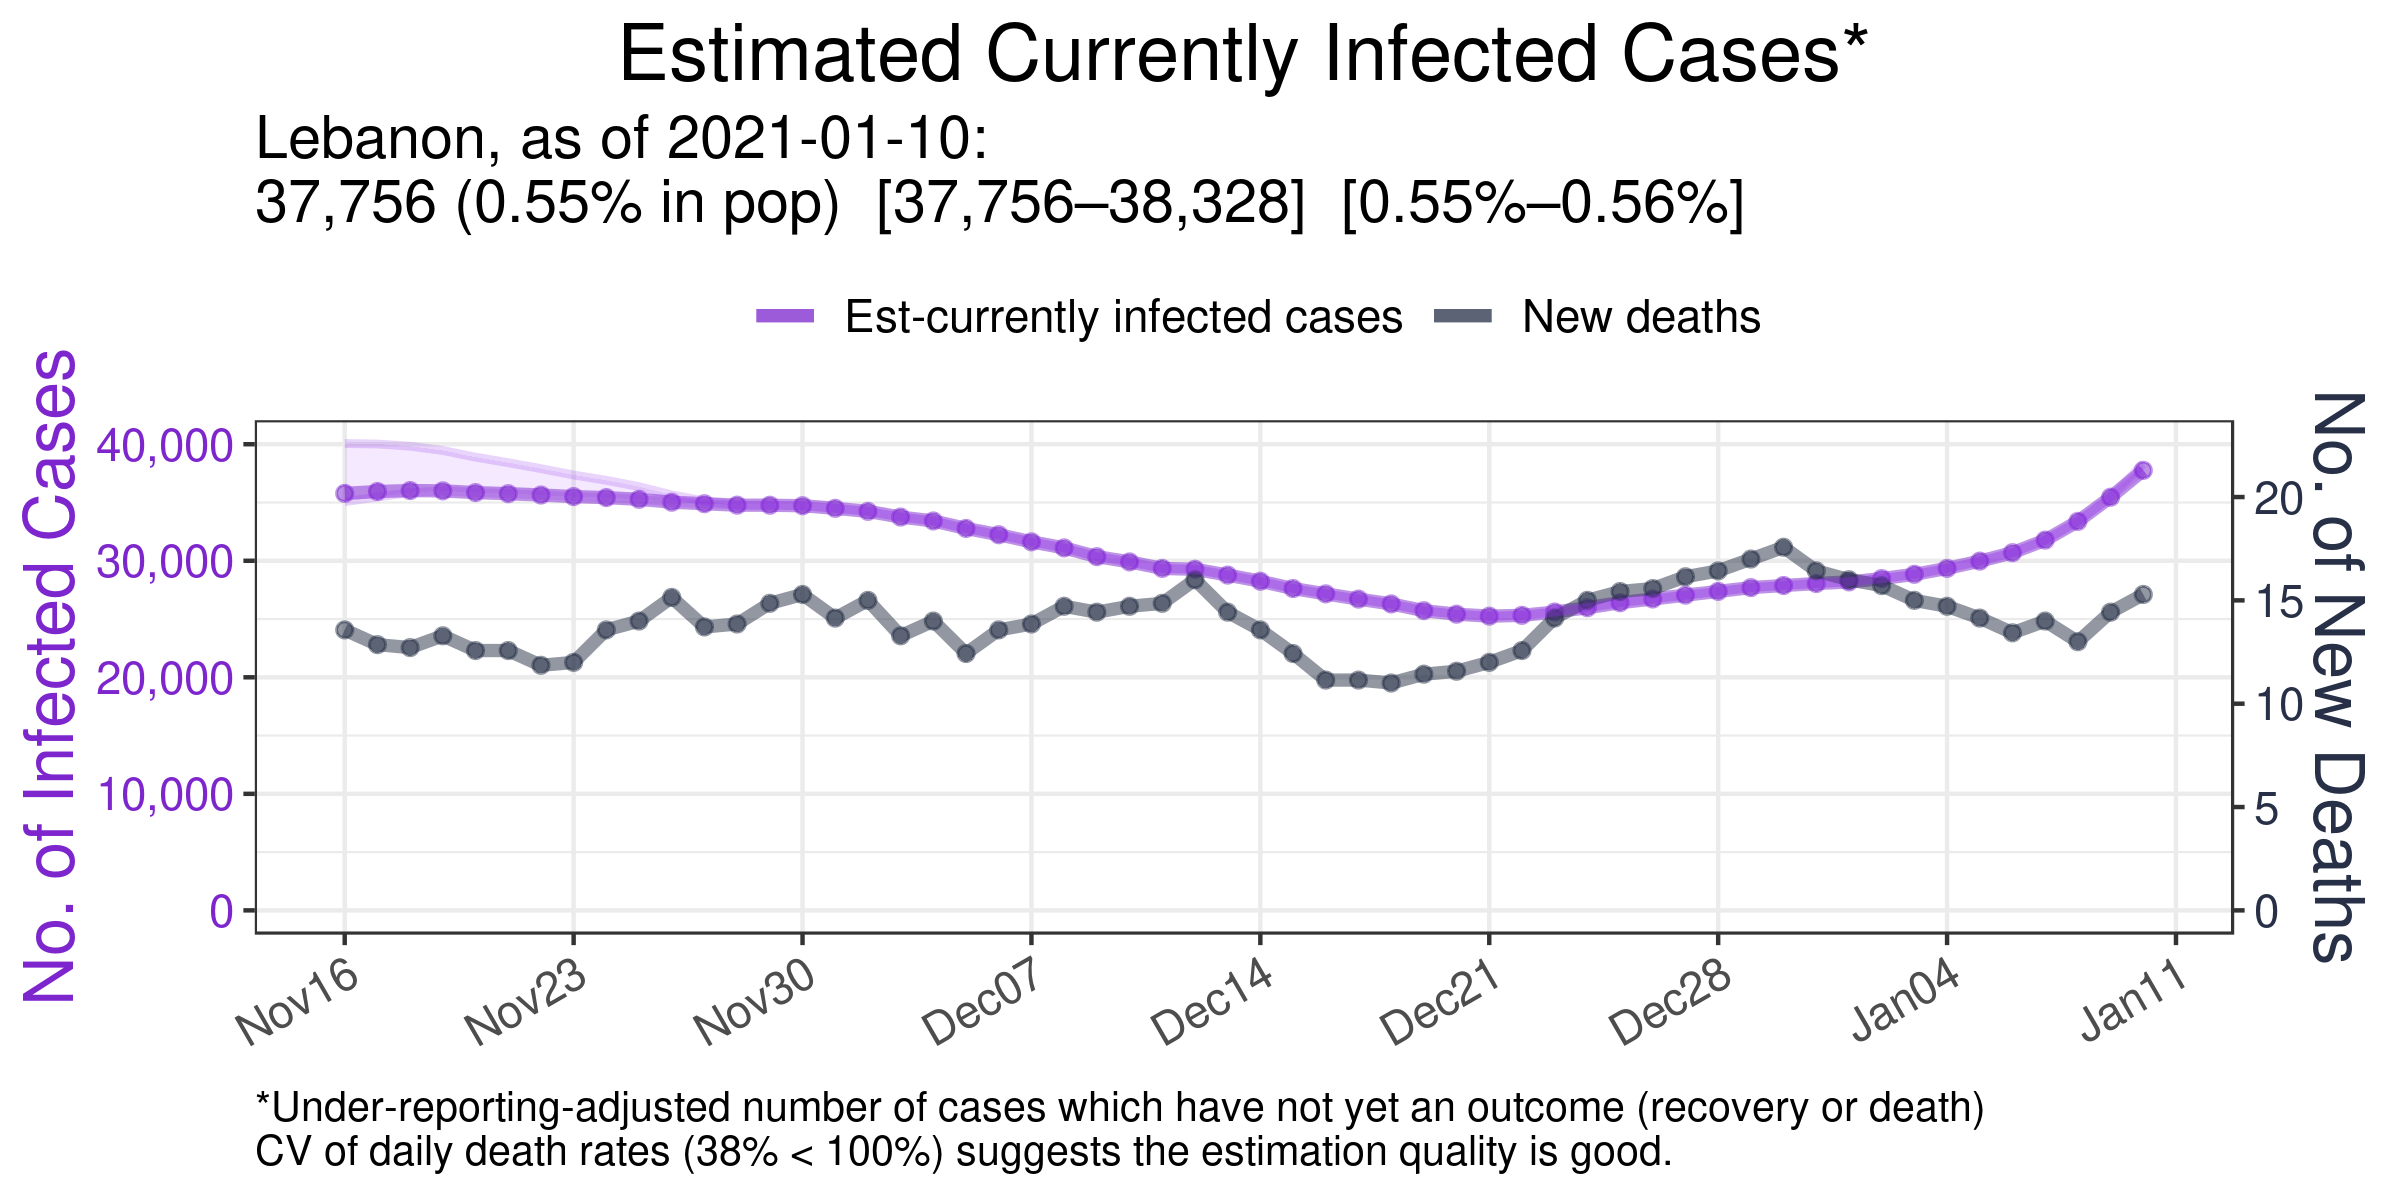 Estimated Currently Infected Cases*
Lebanon, as of 2021-01-10:
37,756 (0.55% in pop)  [37,756–38,328]  [0.55%–0.56%]
Est-currently infected cases
New deaths
No. of Infected Cases
40,000
30,000
20,000
10,000
0
20
15
10
5
0
No. of New Deaths
Nov16
Nov23
Nov30
Dec07
Dec14
Dec21
Dec28
Jan04
Jan11
*Under-reporting-adjusted number of cases which have not yet an outcome (recovery or death)
CV of daily death rates (38% < 100%) suggests the estimation quality is good.